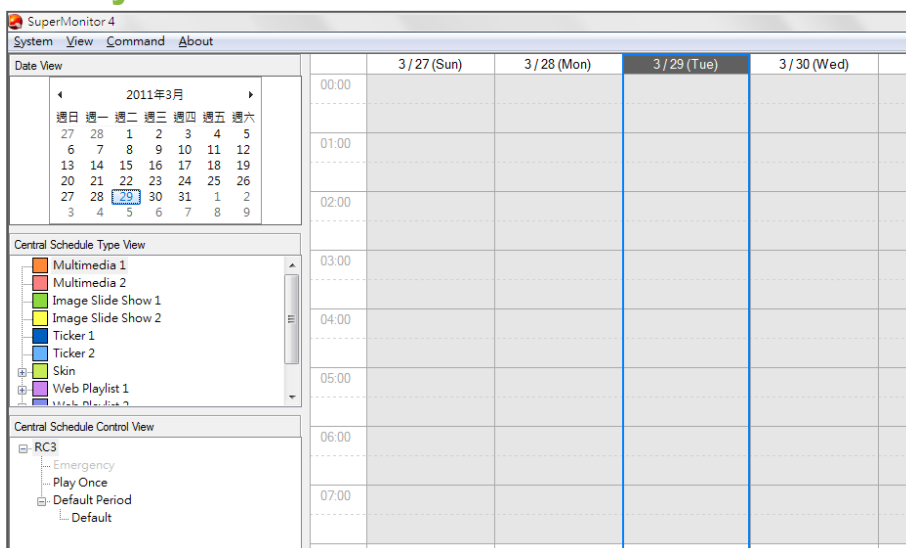 SuperMonitor 4
System View Command About
Date View
2011年3月
週日 週一 週二 週三 週四 週五 週六
27 28 1 2 3 4 5
6 7 8 9 10 11 12
13 14 15 16 17 18 19
20 21 22 23 24 25 26
27 28 29 30 31 1 2
3 4 5 6 7 8 9
Central Schedule Type View
Multimedia 1
Multimedia 2
Image Slide Show 1
Image Slide Show 2
Ticker 1
Ticker 2
Skin
Web Playlist 1
Web Playlist 2
Central Schedule Control View
RC3
Emergency
Play Once
Default Period
Default
3 / 27 (Sun) 3 / 28 (Mon) 3 / 29 (Tue) 3 / 30 (Wed)
00:00
01:00
02:00
03:00
04:00
05:00
06:00
07:00